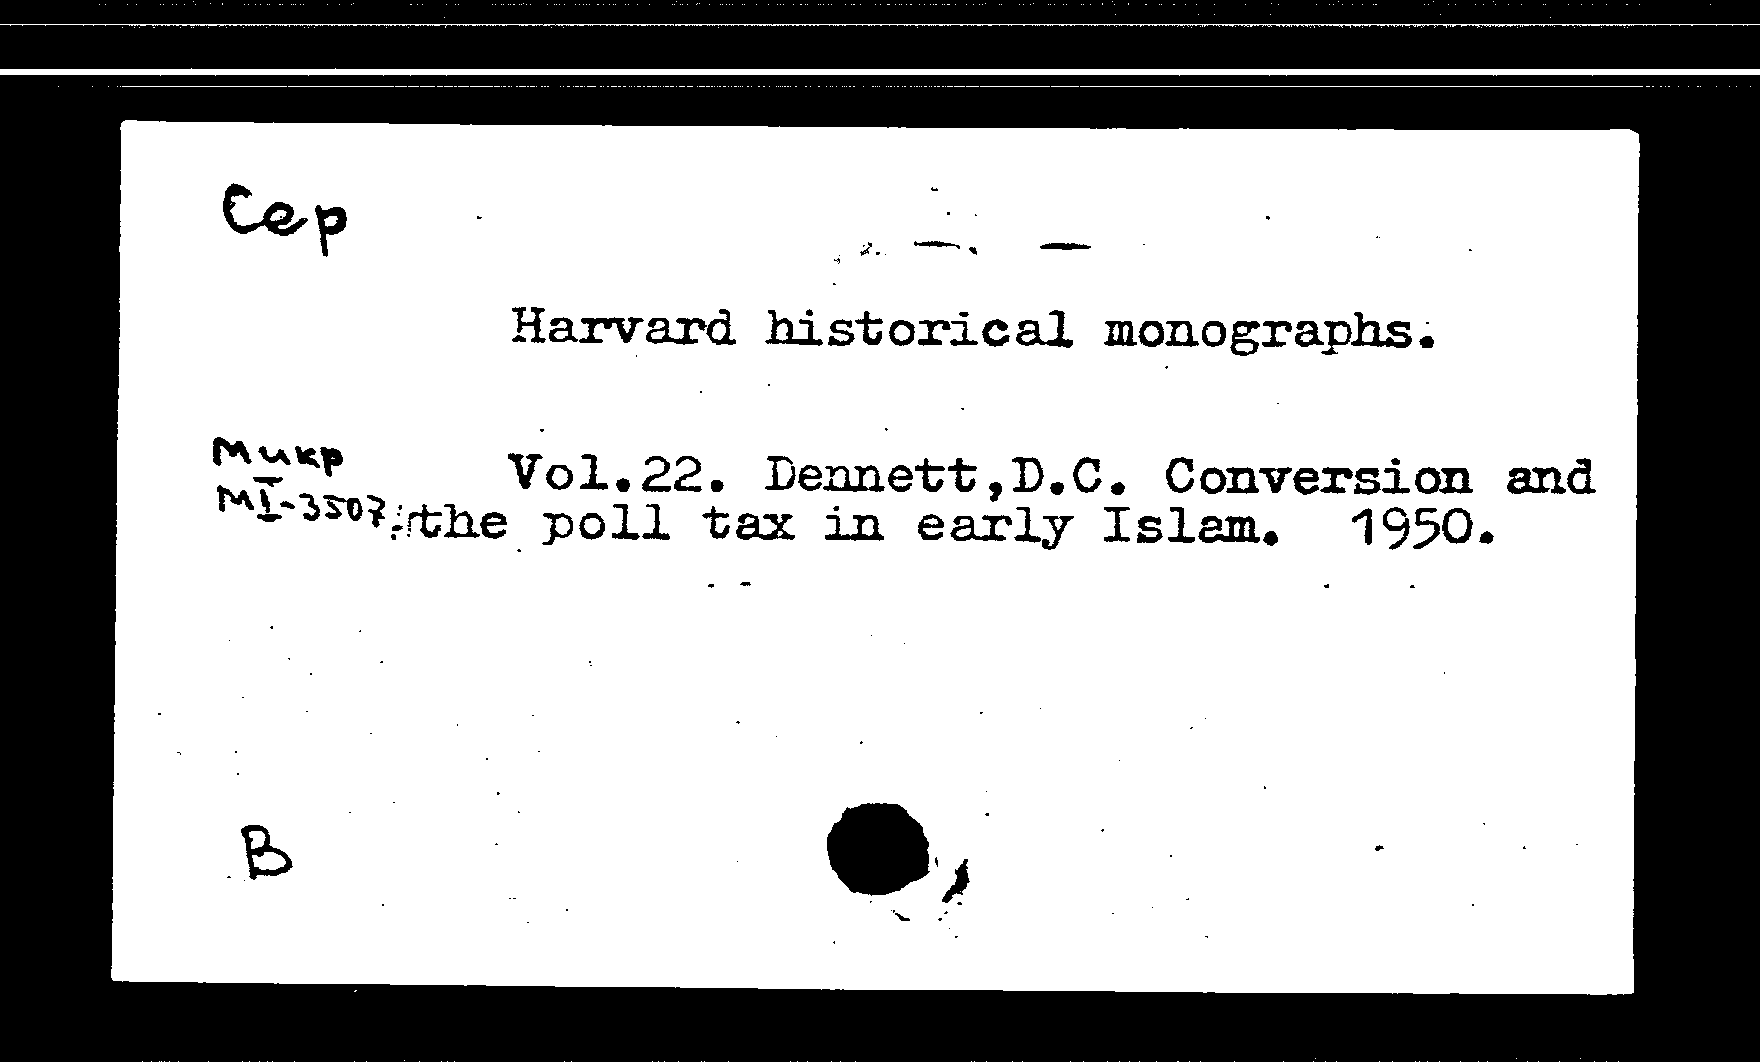 Сер
Harvard historical monographs.
Микр
МI-3507
Vol.22. Dennett,D.C. Conversion and
the poll tax in early Islam. 1950.
В